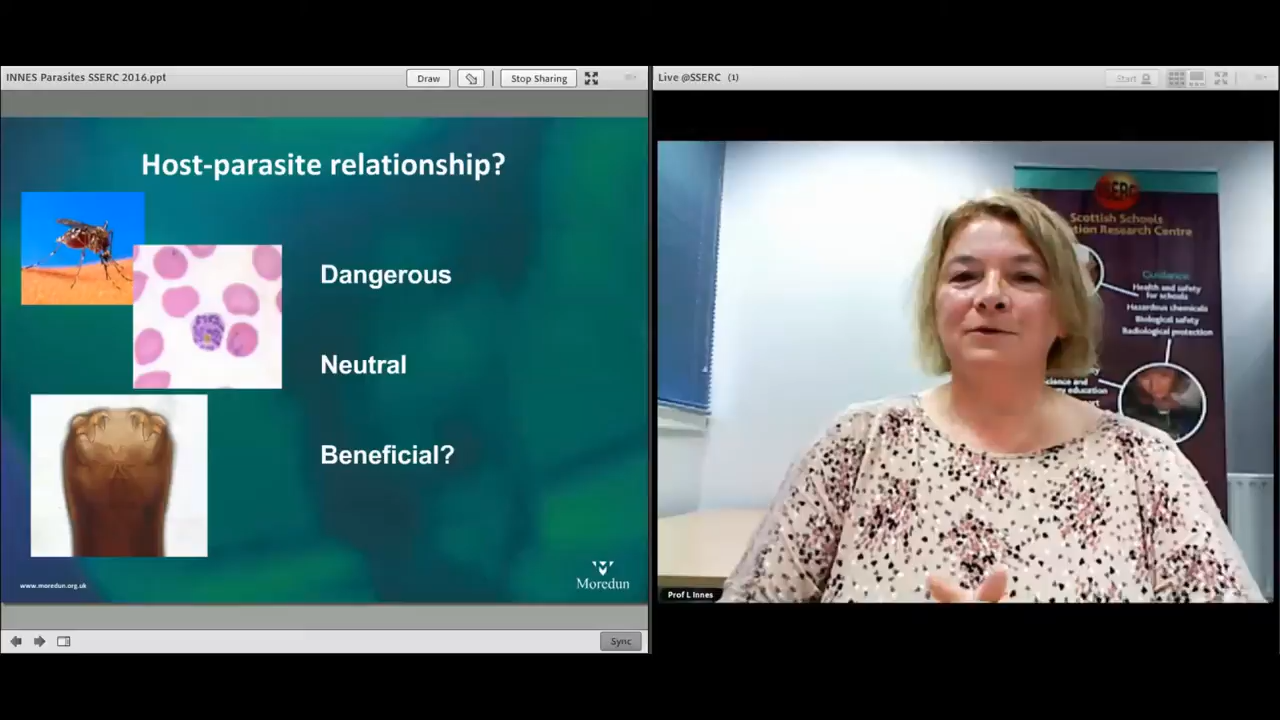 INNES Parasites SSERC 2016.ppt
Draw
Stop Sharing
Host-parasite relationship?
Dangerous
Neutral
Beneficial?
www.moredun.org.uk
Moredun
Sync
Live @SSERC (1)
Start
Scottish Schools
tion Research Centre
Guidance
Health and safety
for schools
Hazardous chemicals
Biological safety
Radiological protection
Prof L Innes